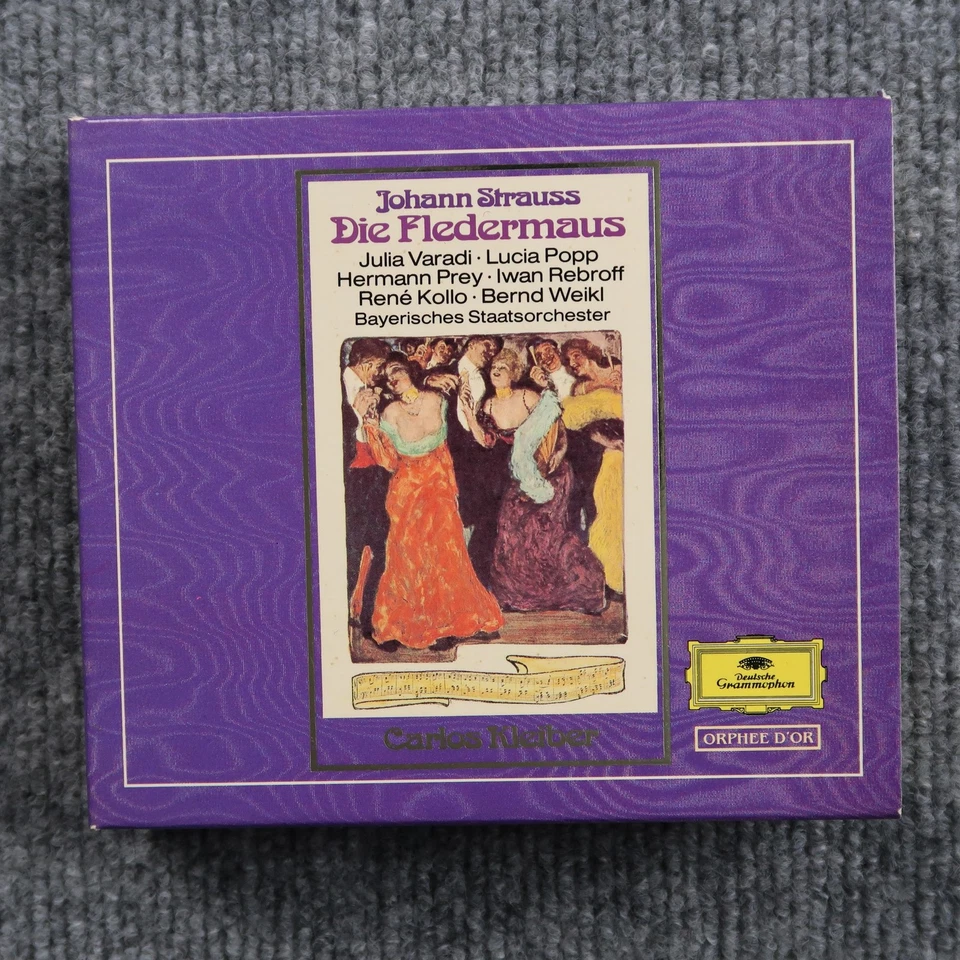 Johann Strauss
Die Fledermaus
Julia Varadi · Lucia Popp
Hermann Prey · Iwan Rebroff
René Kollo · Bernd Weikl
Bayerisches Staatsorchester
Carlos Kleiber
Deutsche
Grammophon
ORPHEE D'OR